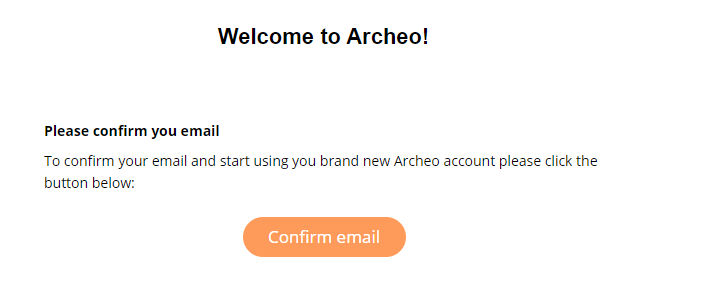 Welcome to Archeo!
Please confirm you email
To confirm your email and start using you brand new Archeo account please click the
button below:
Confirm email